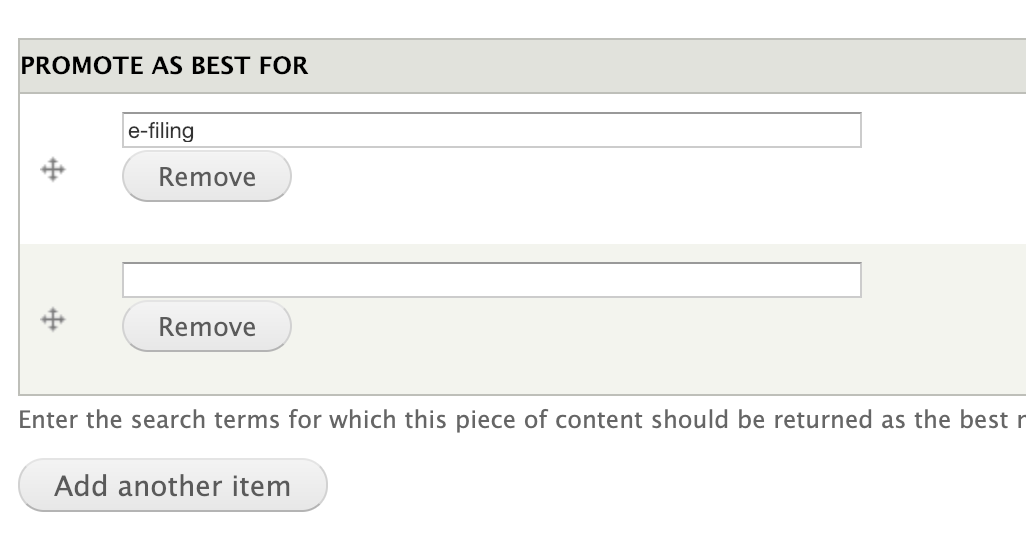 PROMOTE AS BEST FOR
e-filing
Remove
Remove
Enter the search terms for which this piece of content should be returned as the best
Add another item